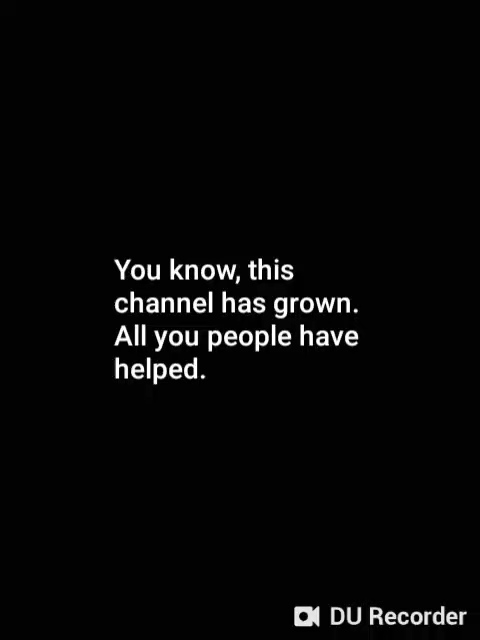 You know, this
channel has grown.
All you people have
helped.
DU Recorder